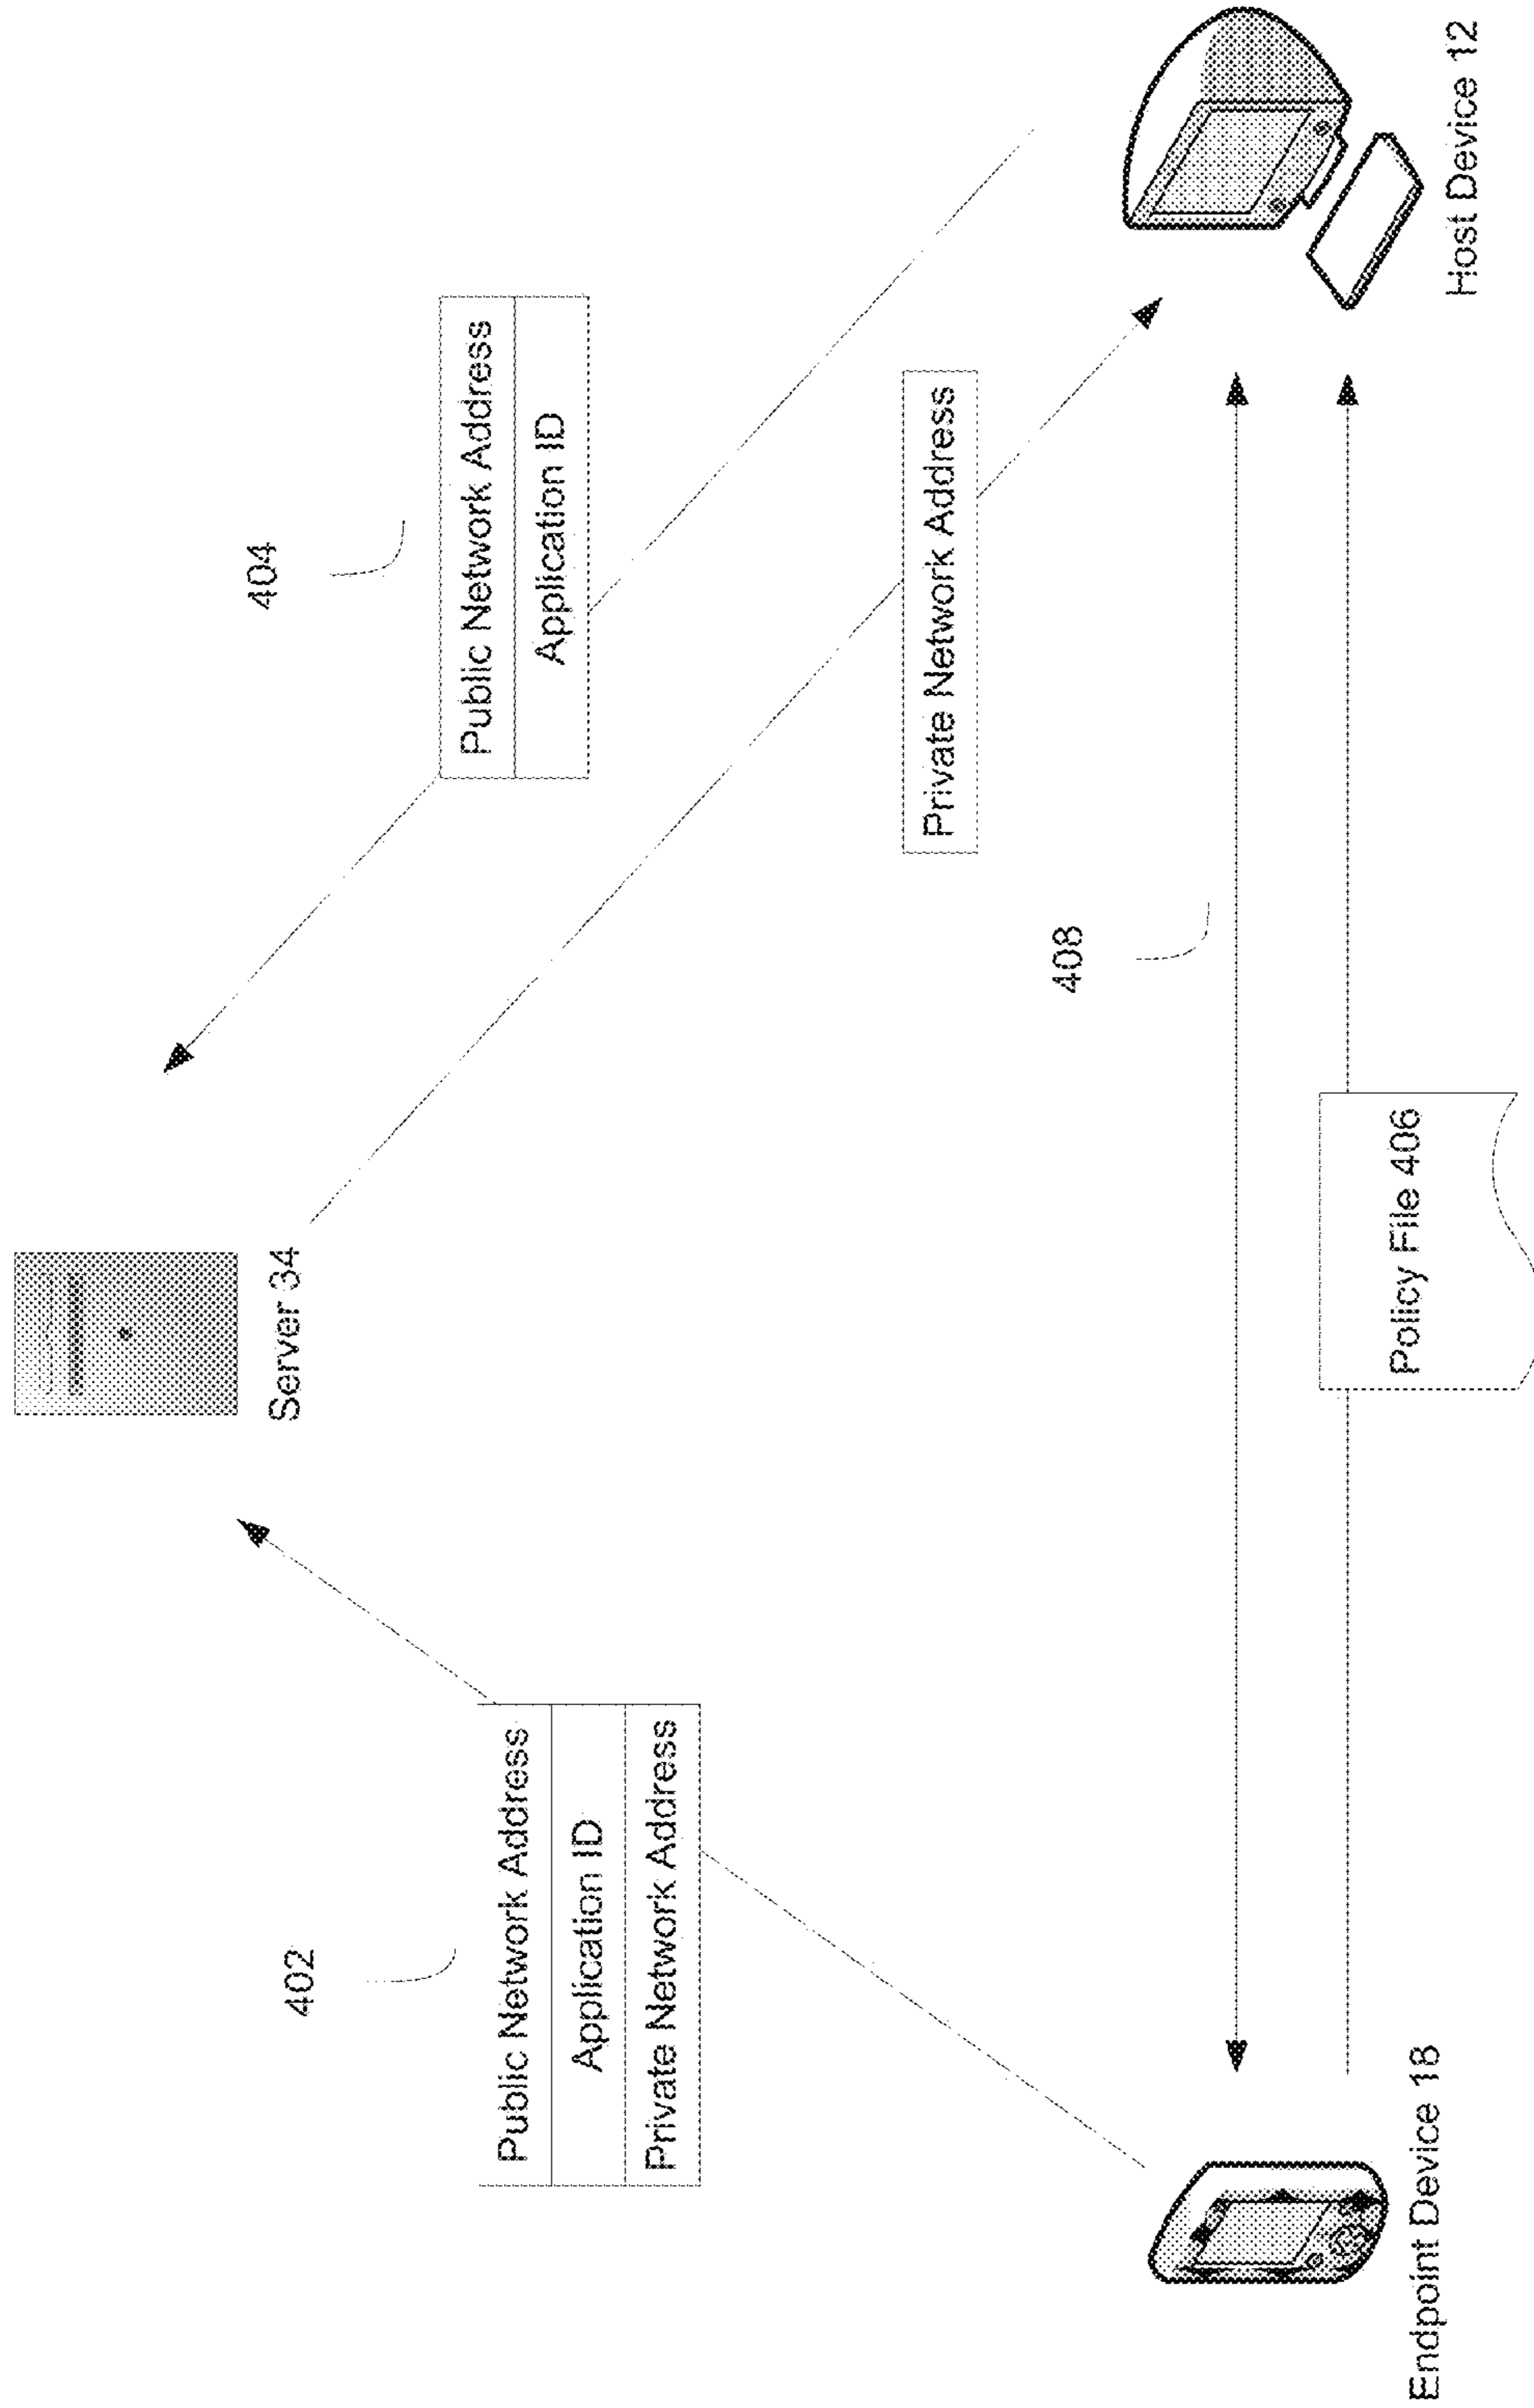 Server 34
402
Public Network Address
Application ID
Private Network Address
404
Public Network Address
Application ID
Private Network Address
408
Policy File 406
Endpoint Device 18
Host Device 12